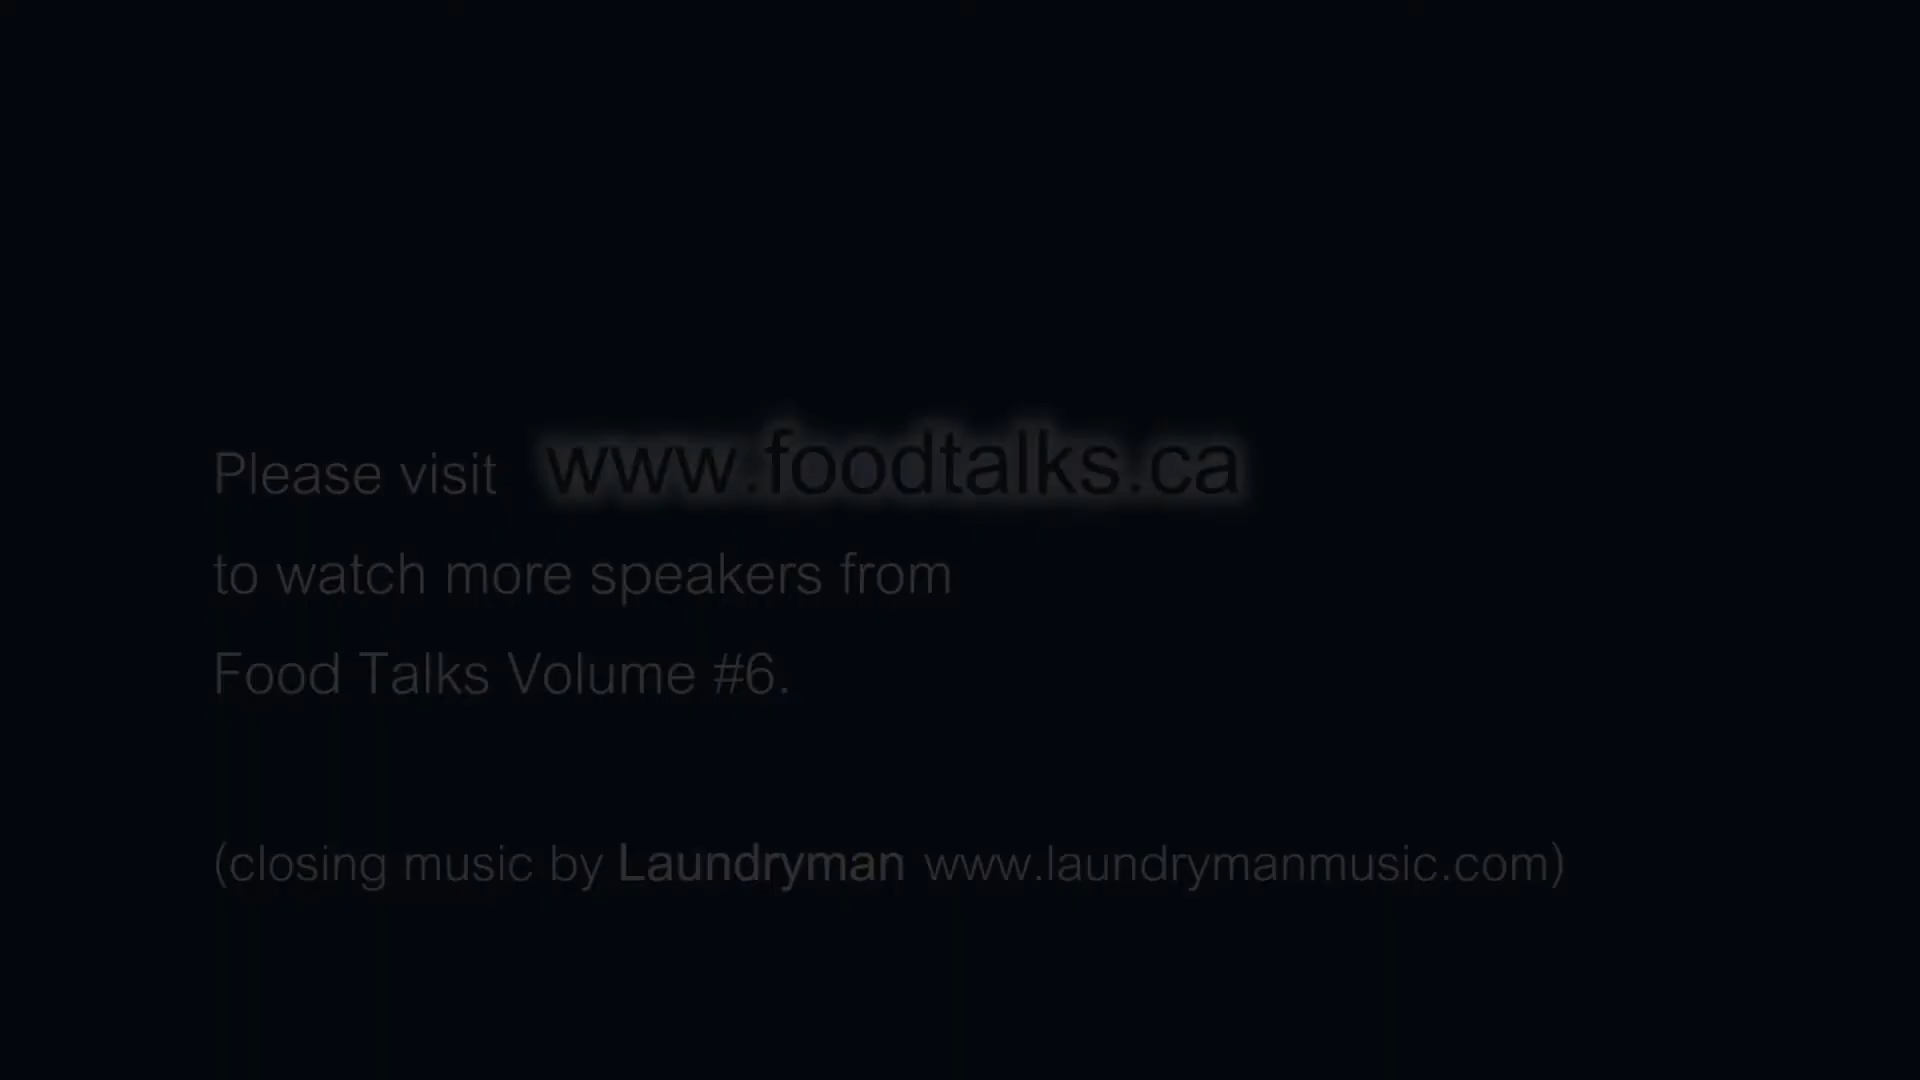 Please visit www.foodtalks.ca
to watch more speakers from
Food Talks Volume #6.
(closing music by Laundryman www.laundrymanmusic.com)